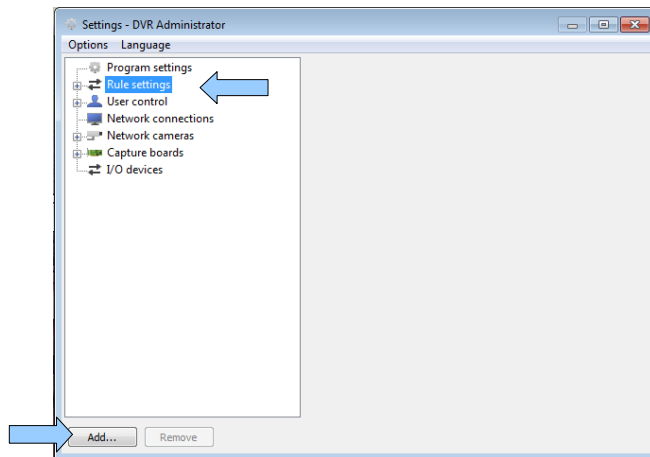 Settings - DVR Administrator
Options Language
Program settings
Rule settings
User control
Network connections
Network cameras
Capture boards
I/O devices
Add... Remove